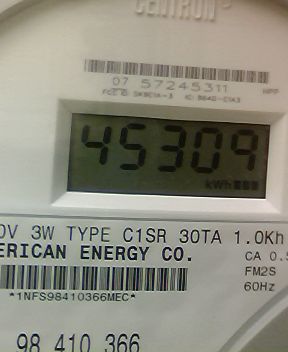 CENTRON®
07 57245311
45309
kWh
0V 3W TYPE C1SR 30TA 1.0Kh
ERICAN ENERGY CO.
CA 0.5
FM2S
60Hz
*1NFS98410366MEC*
98 410 366